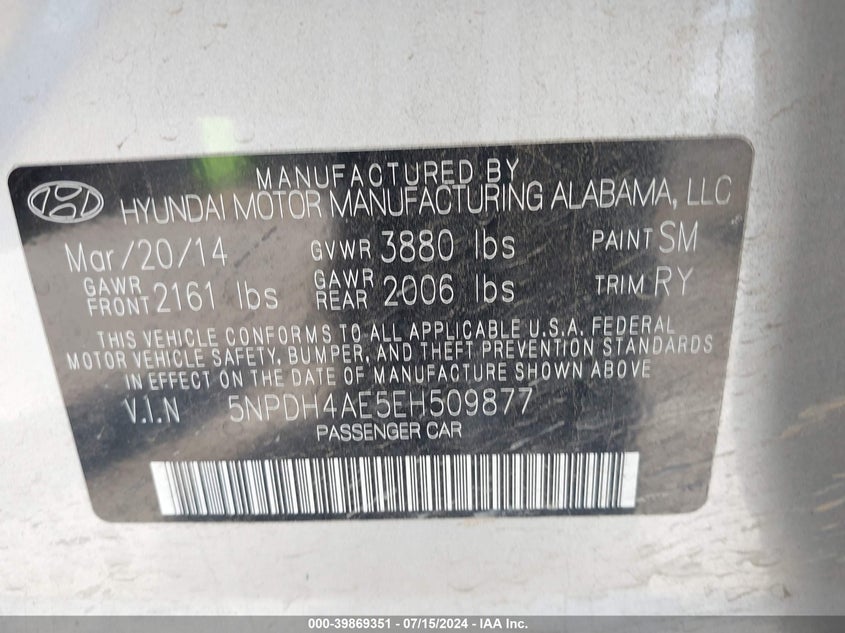 MANUFACTURED BY
HYUNDAI MOTOR MANUFACTURING ALABAMA, LLC
Mar/20/14 GVWR 3880 lbs PAINT SM
GAWR FRONT 2161 lbs GAWR REAR 2006 lbs TRIM RY
THIS VEHICLE CONFORMS TO ALL APPLICABLE U.S.A. FEDERAL
MOTOR VEHICLE SAFETY, BUMPER, AND THEFT PREVENTION STANDARDS
IN EFFECT ON THE DATE OF MANUFACTURE SHOWN ABOVE.
V.I.N 5NPDH4AE5EH509877
PASSENGER CAR
000-39869351 | 07/15/2024 - IAA Inc.